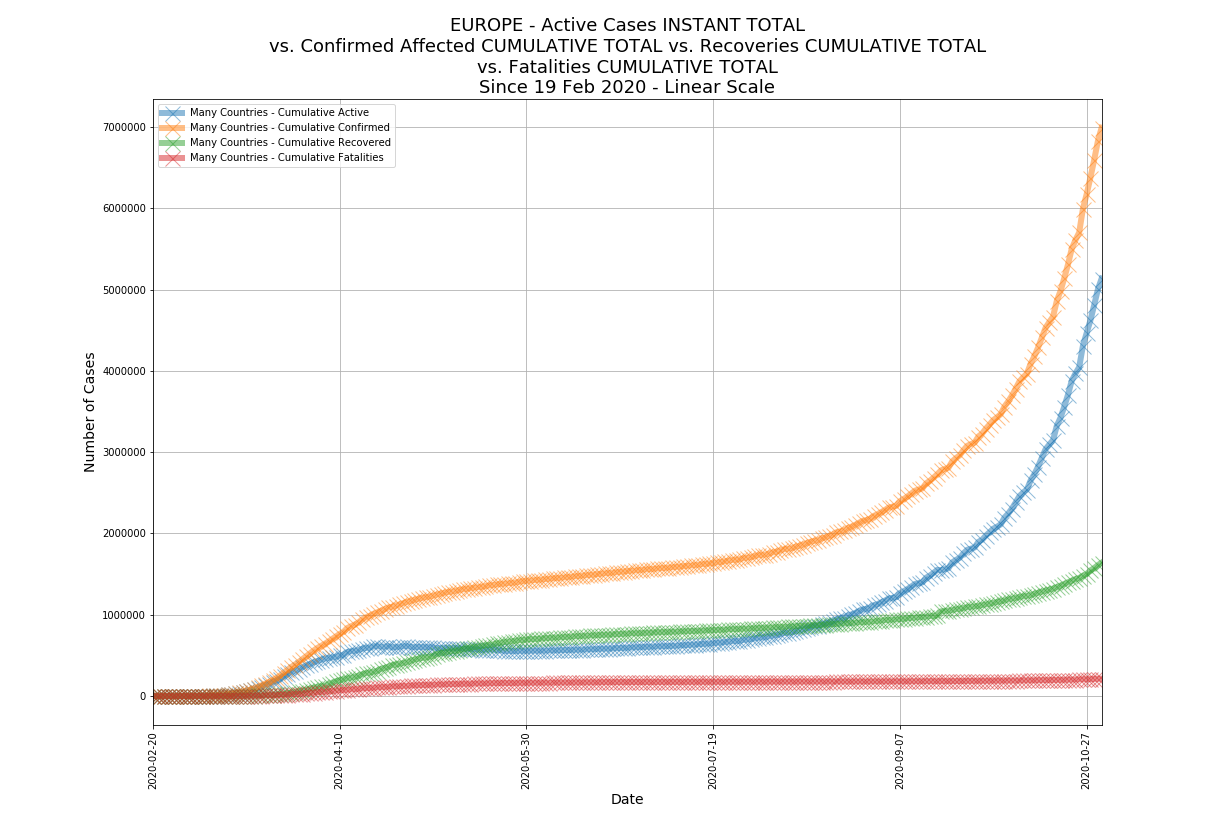 EUROPE - Active Cases INSTANT TOTAL
vs. Confirmed Affected CUMULATIVE TOTAL vs. Recoveries CUMULATIVE TOTAL
vs. Fatalities CUMULATIVE TOTAL
Since 19 Feb 2020 - Linear Scale
Many Countries - Cumulative Active
Many Countries - Cumulative Confirmed
Many Countries - Cumulative Recovered
Many Countries - Cumulative Fatalities
Number of Cases
7000000
6000000
5000000
4000000
3000000
2000000
1000000
0
2020-02-20
2020-04-10
2020-05-30
2020-07-19
2020-09-07
2020-10-27
Date